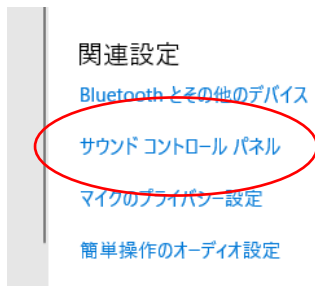 関連設定
Bluetooth とその他のデバイス
サウンド コントロール パネル
マイクのプライバシー設定
簡単操作のオーディオ設定